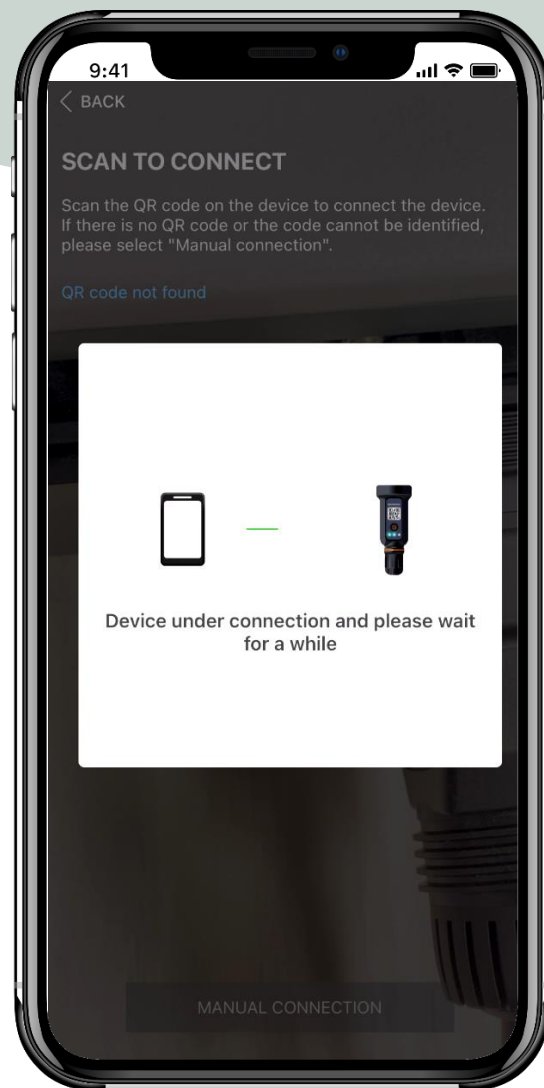 9:41
BACK
SCAN TO CONNECT
Scan the QR code on the device to connect the device.
If there is no QR code or the code cannot be identified,
please select "Manual connection".
QR code not found
Device under connection and please wait
for a while
MANUAL CONNECTION